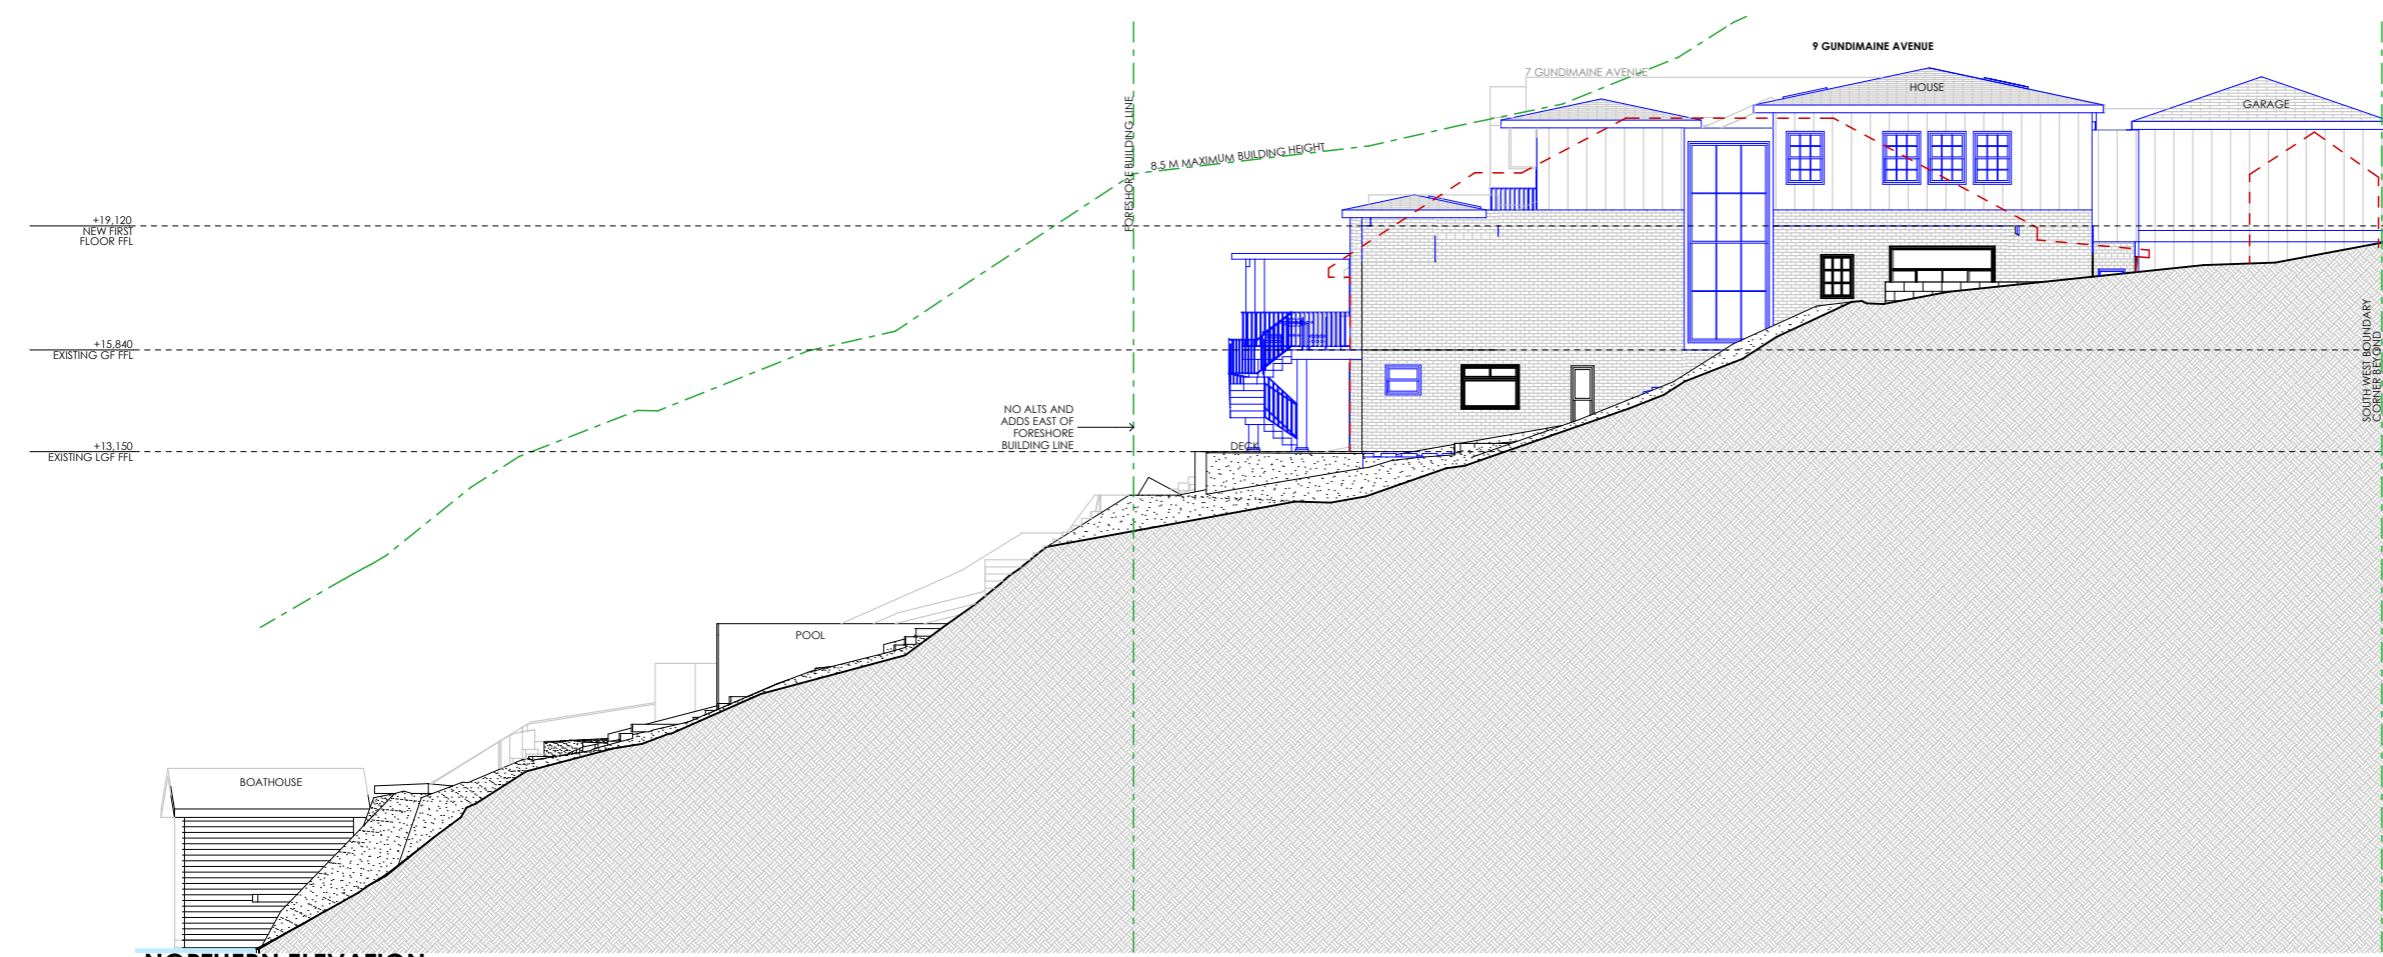 9 GUNDIMAINE AVENUE
7 GUNDIMAINE AVENUE
HOUSE
GARAGE
FORESHORE BUILDING LINE
8.5 M MAXIMUM BUILDING HEIGHT
+19,120
NEW FIRST
FLOOR FFL
+15,840
EXISTING GF FFL
SOUTH WEST BOUNDARY
CORNER BEYOND
NO ALTS AND
ADDS EAST OF
FORESHORE
BUILDING LINE
+13,150
EXISTING LGF FFL
DECK
POOL
BOATHOUSE
NORTHERN ELEVATION